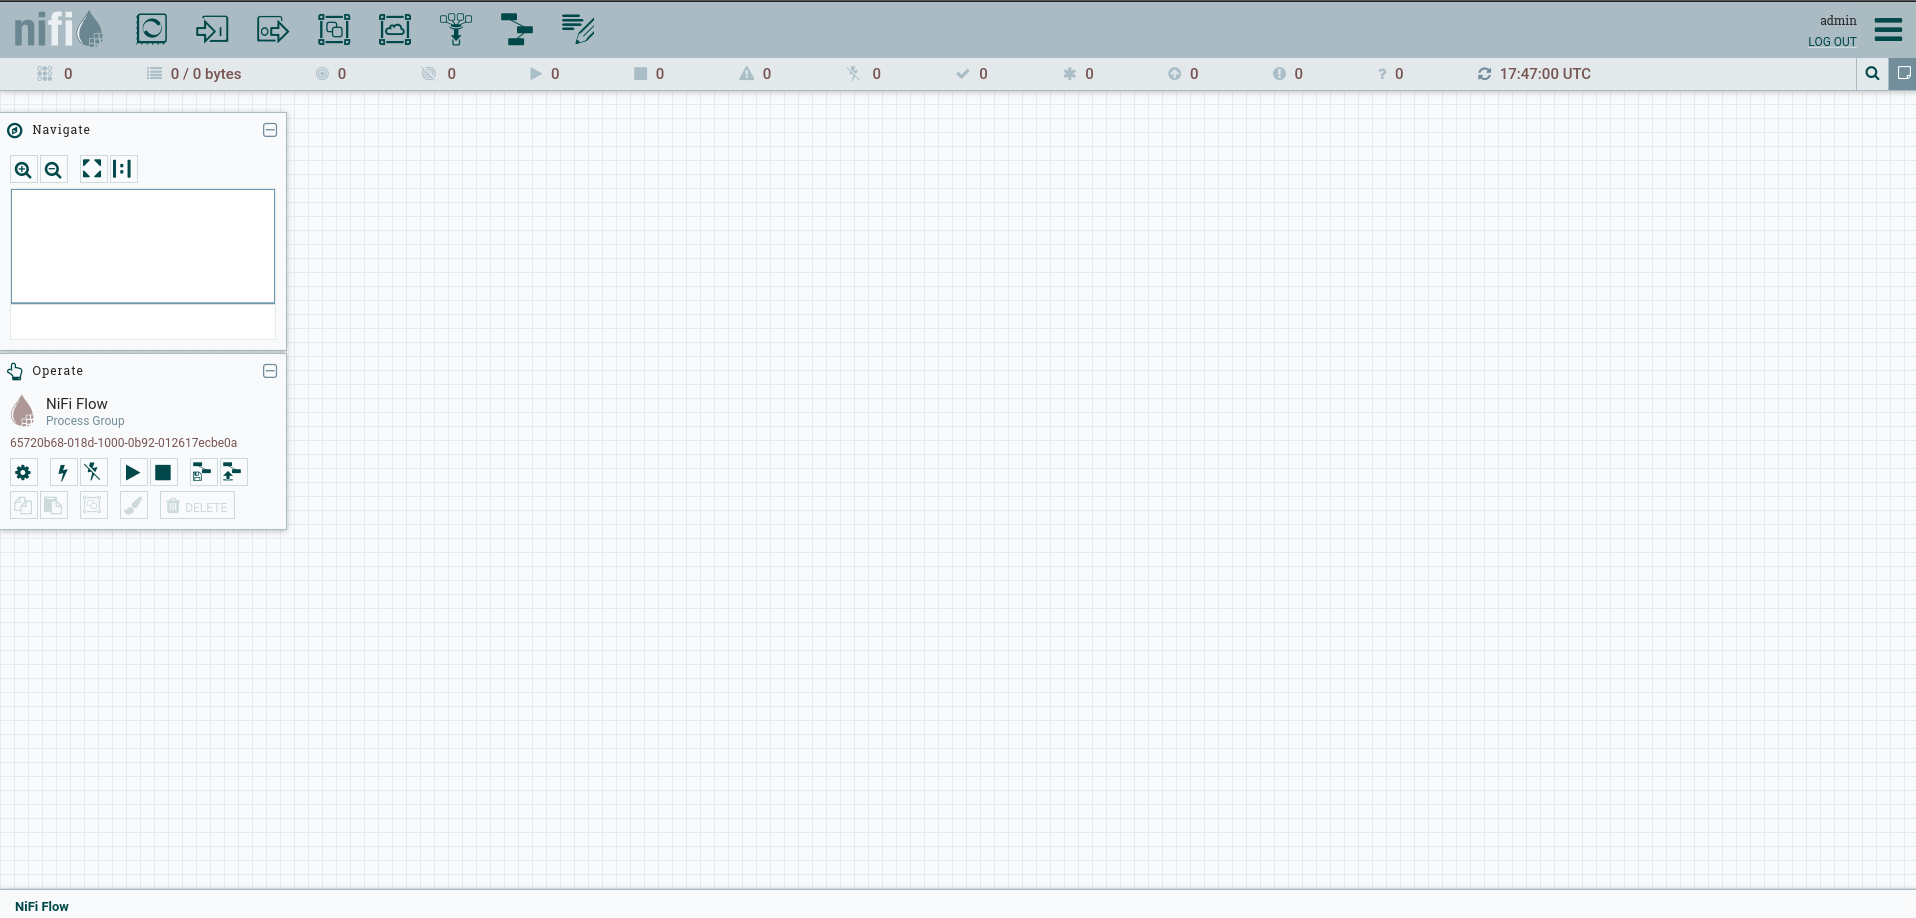 nifi
admin
LOG OUT
0 0 / 0 bytes 0 0 0 0 0 0 0 0 0 0 0 17:47:00 UTC
Navigate
Operate
NiFi Flow
Process Group
65720b68-018d-1000-0b92-012617ecbe0a
DELETE
NiFi Flow